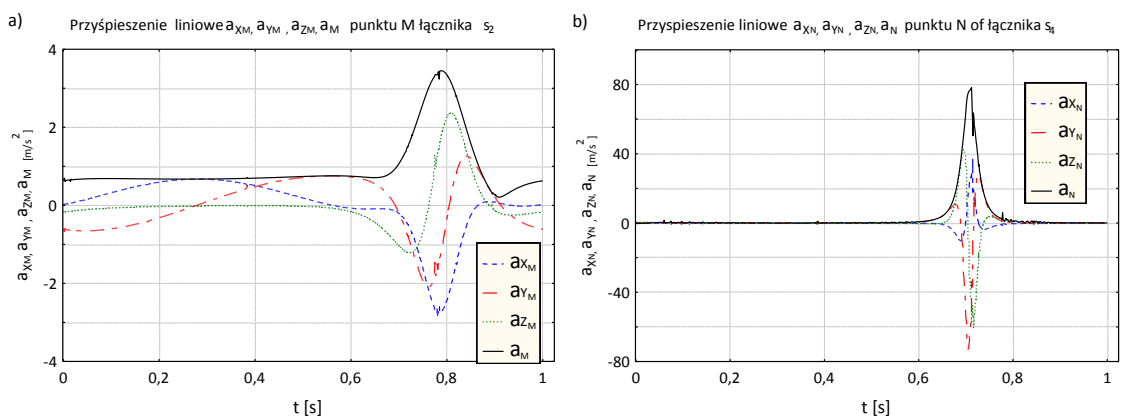 a) Przyśpieszenie liniowe aXM, aYM, aZM, aM punktu M łącznika s2
aXM, aYM, aZM, aM [m/s2]
4
2
0
-2
-4
0 0,2 0,4 0,6 0,8 1
t [s]
aXM
aYM
aZM
aM
b) Przyspieszenie liniowe aXN, aYN, aZN, aN punktu N of łącznika s4
aXN, aYN, aZN, aN [m/s2]
80
40
0
-40
-80
0 0,2 0,4 0,6 0,8 1
t [s]
aXN
aYN
aZN
aN